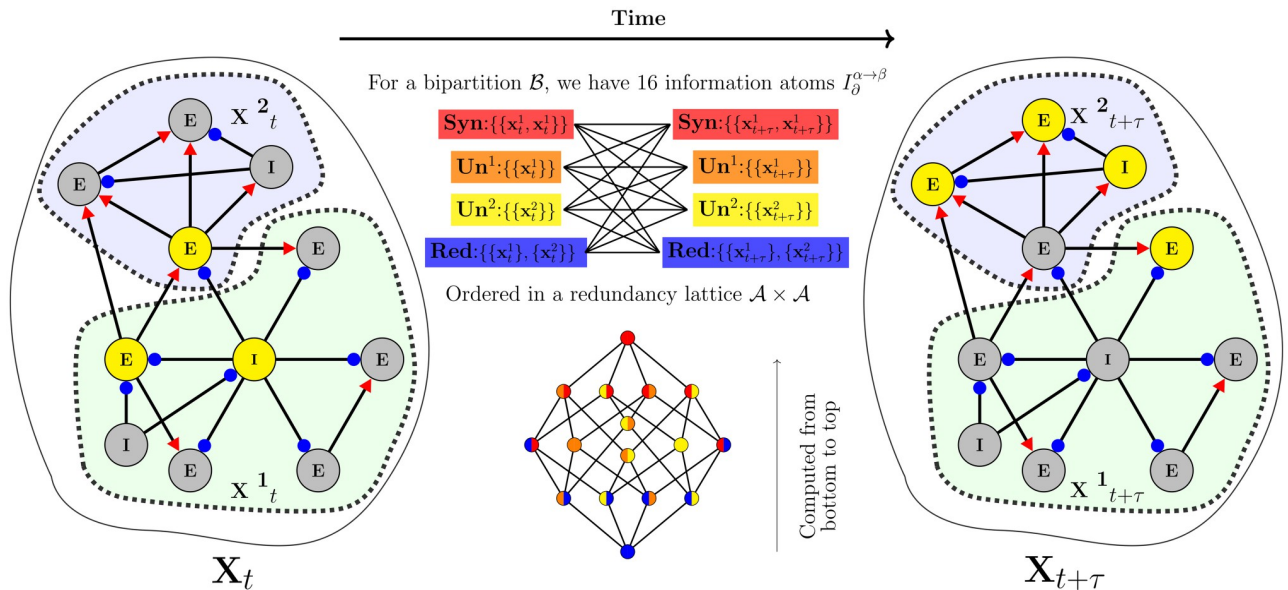 Time
For a bipartition 𝓑, we have 16 information atoms I_∂^{α→β}
Syn:{{x_t^1, x_t^1}}
Syn:{{x_{t+τ}^1, x_{t+τ}^1}}
Un^1:{{x_t^1}}
Un^1:{{x_{t+τ}^1}}
Un^2:{{x_t^2}}
Un^2:{{x_{t+τ}^2}}
Red:{{x_t^1}, {x_t^2}}
Red:{{x_{t+τ}^1}, {x_{t+τ}^2}}
Ordered in a redundancy lattice 𝒜 × 𝒜
Computed from
bottom to top
E
X^2_t
E
I
E
E
E
I
E
I
E
E
X^1_t
X_t
E
X^2_{t+τ}
E
I
E
E
E
I
E
I
E
E
X^1_{t+τ}
X_{t+τ}